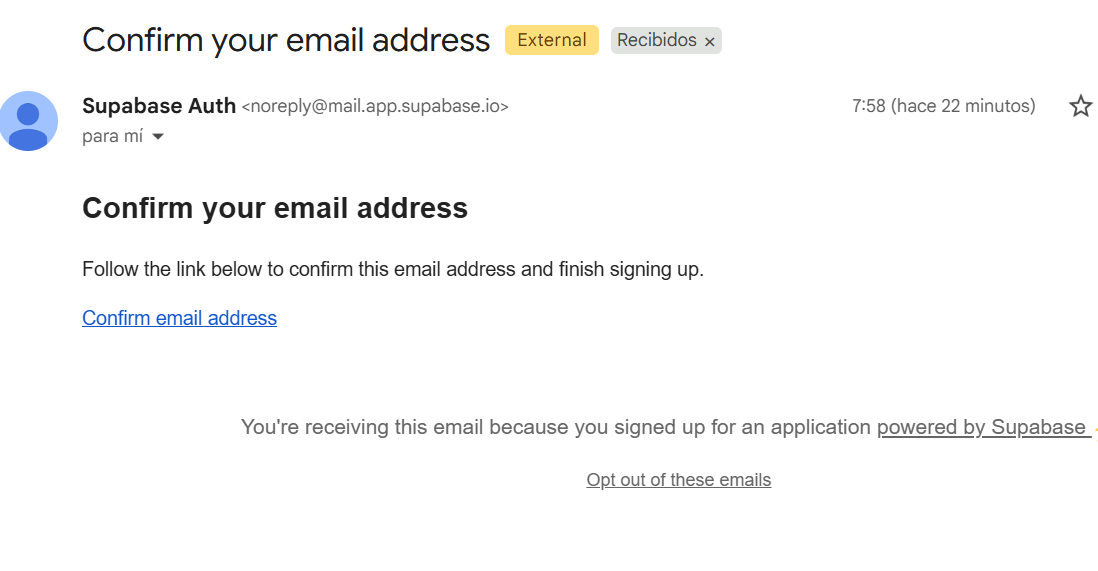 Confirm your email address External Recibidos ×
Supabase Auth <noreply@mail.app.supabase.io> 7:58 (hace 22 minutos)
para mí
Confirm your email address
Follow the link below to confirm this email address and finish signing up.
Confirm email address
You're receiving this email because you signed up for an application powered by Supabase
Opt out of these emails